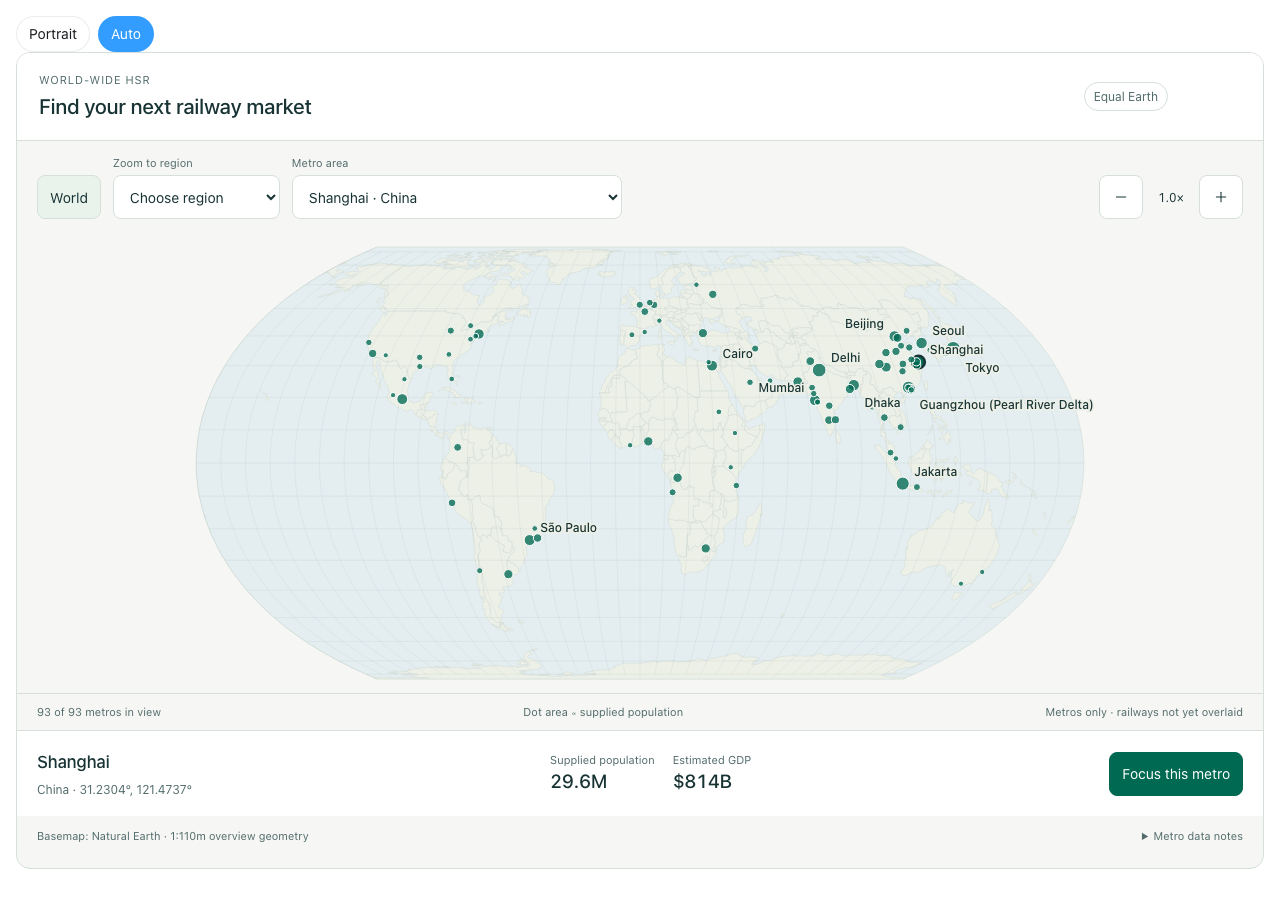 Portrait
Auto
WORLD-WIDE HSR
Find your next railway market
Equal Earth
Zoom to region
Metro area
World
Choose region
Shanghai · China
−
1.0×
+
Beijing
Seoul
Shanghai
Cairo
Delhi
Tokyo
Mumbai
Dhaka
Guangzhou (Pearl River Delta)
Jakarta
São Paulo
93 of 93 metros in view
Dot area ∝ supplied population
Metros only · railways not yet overlaid
Shanghai
China · 31.2304°, 121.4737°
Supplied population
29.6M
Estimated GDP
$814B
Focus this metro
Basemap: Natural Earth · 1:110m overview geometry
▶ Metro data notes